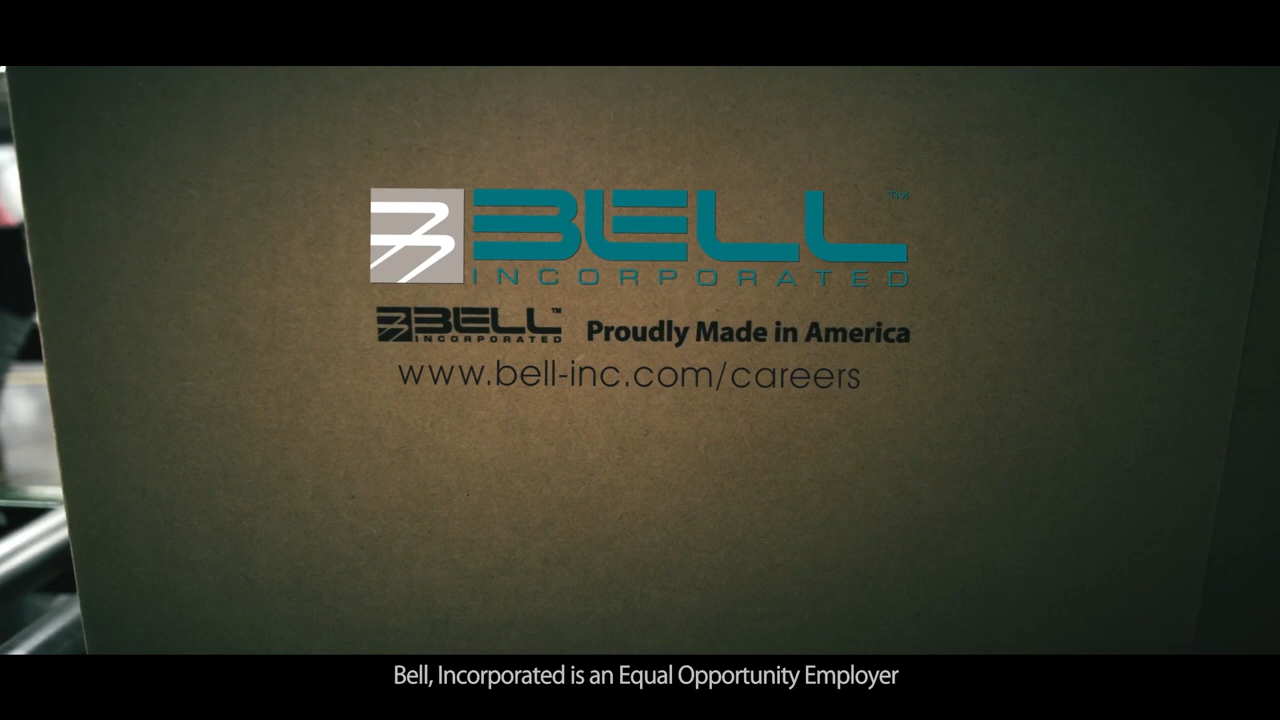 BELL™
INCORPORATED
BELL™ INCORPORATED Proudly Made in America
www.bell-inc.com/careers
Bell, Incorporated is an Equal Opportunity Employer